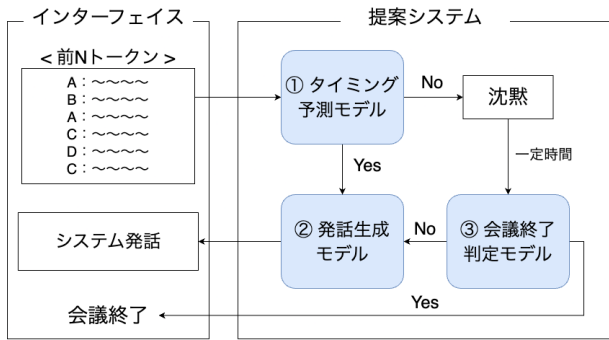 インターフェイス
提案システム
< 前Nトークン >
A：〜〜〜〜
B：〜〜〜〜
A：〜〜〜〜
C：〜〜〜〜
D：〜〜〜〜
C：〜〜〜〜
① タイミング
予測モデル
No
沈黙
Yes
一定時間
システム発話
② 発話生成
モデル
No
③ 会議終了
判定モデル
Yes
会議終了